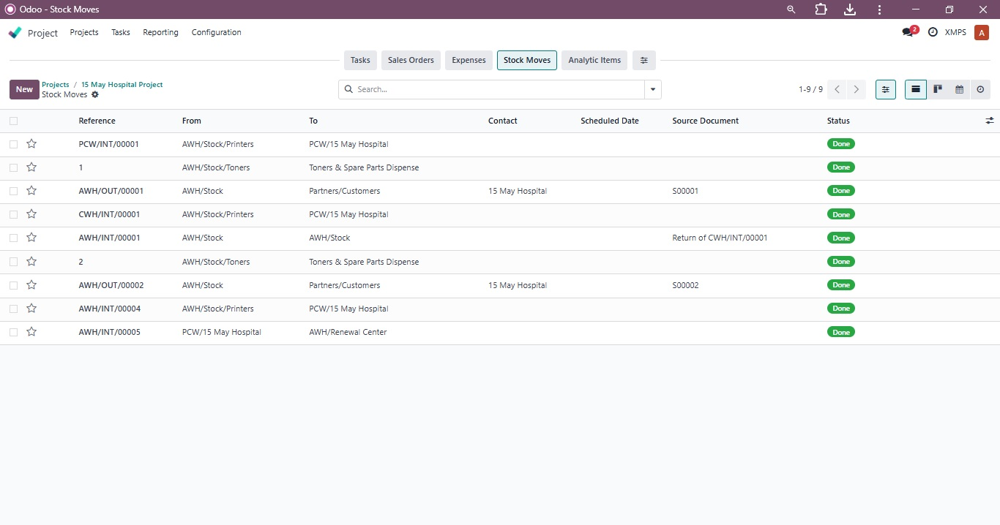 Odoo - Stock Moves
Project Projects Tasks Reporting Configuration 2 XMPS A
Tasks Sales Orders Expenses Stock Moves Analytic Items
New Projects / 15 May Hospital Project
Stock Moves
Search... 1-9 / 9
Reference From To Contact Scheduled Date Source Document Status
PCW/INT/00001 AWH/Stock/Printers PCW/15 May Hospital Done
1 AWH/Stock/Toners Toners & Spare Parts Dispense Done
AWH/OUT/00001 AWH/Stock Partners/Customers 15 May Hospital S00001 Done
CWH/INT/00001 AWH/Stock/Printers PCW/15 May Hospital Done
AWH/INT/00001 AWH/Stock AWH/Stock Return of CWH/INT/00001 Done
2 AWH/Stock/Toners Toners & Spare Parts Dispense Done
AWH/OUT/00002 AWH/Stock Partners/Customers 15 May Hospital S00002 Done
AWH/INT/00004 AWH/Stock/Printers PCW/15 May Hospital Done
AWH/INT/00005 PCW/15 May Hospital AWH/Renewal Center Done